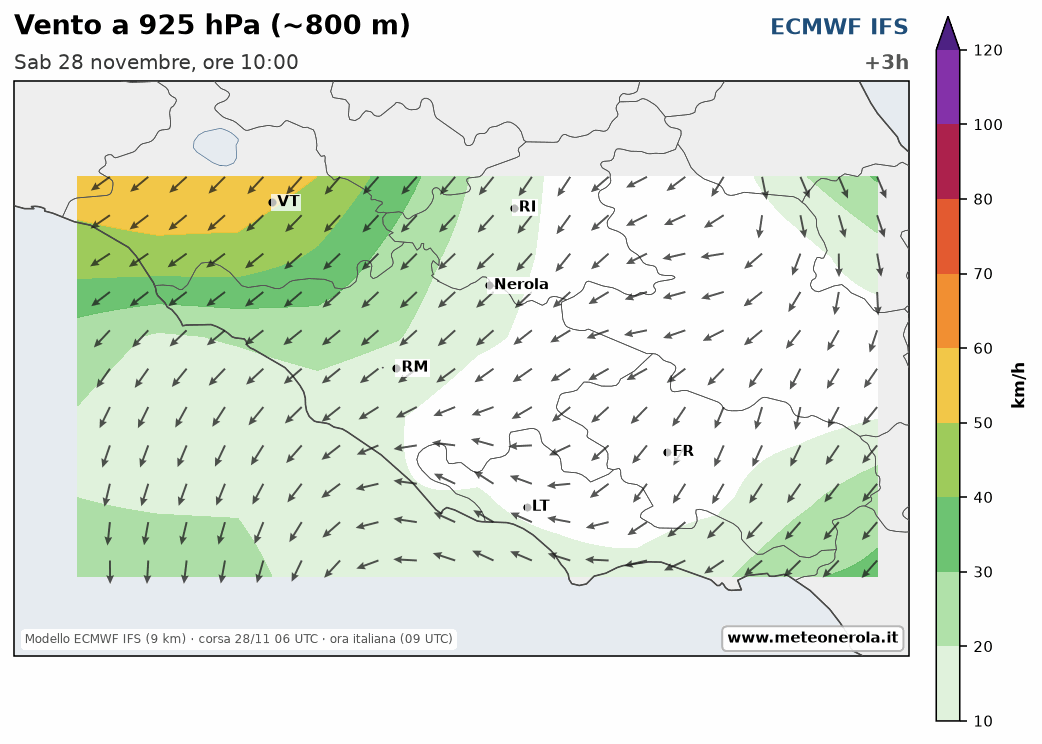 Vento a 925 hPa (~800 m)
ECMWF IFS
Sab 28 novembre, ore 10:00
+3h
VT
RI
Nerola
RM
FR
LT
Modello ECMWF IFS (9 km) · corsa 28/11 06 UTC · ora italiana (09 UTC)
www.meteonerola.it
120
100
80
70
60
50
40
30
20
10
km/h